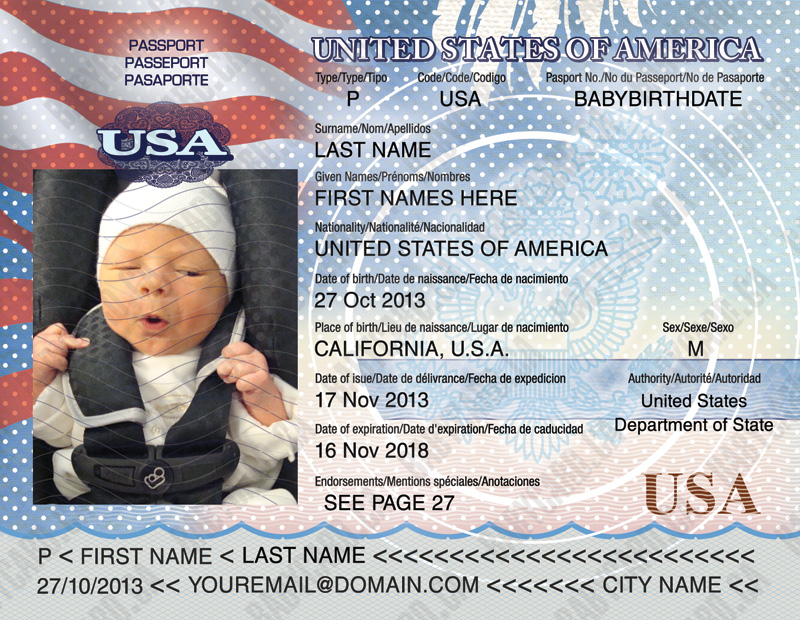 PASSPORT
PASSEPORT
PASAPORTE
USA
UNITED STATES OF AMERICA
Type/Type/Tipo Code/Code/Codigo Pasport No./No du Passeport/No de Pasaporte
P USA BABYBIRTHDATE
Surname/Nom/Apellidos
LAST NAME
Given Names/Prénoms/Nombres
FIRST NAMES HERE
Nationality/Nationalité/Nacionalidad
UNITED STATES OF AMERICA
Date of birth/Date de naissance/Fecha de nacimiento
27 Oct 2013
Place of birth/Lieu de naissance/Lugar de nacimiento Sex/Sexe/Sexo
CALIFORNIA, U.S.A. M
Date of isue/Date de délivrance/Fecha de expedicion Authority/Autorité/Autoridad
17 Nov 2013 United States
Date of expiration/Date d'expiration/Fecha de caducidad Department of State
16 Nov 2018
Endorsements/Mentions spéciales/Anotaciones
SEE PAGE 27
USA
P < FIRST NAME < LAST NAME <<<<<<<<<<<<<<<<<<<<<<<<<<
27/10/2013 << YOUREMAIL@DOMAIN.COM <<<<<<< CITY NAME <<